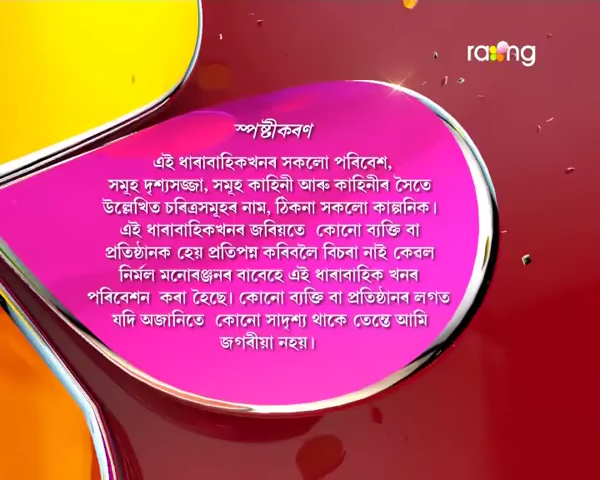 rang
স্পষ্টীকৰণ
এই ধাৰাবাহিকখনৰ সকলো পৰিবেশ,
সমূহ দৃশ্যসজ্জা, সমূহ কাহিনী আৰু কাহিনীৰ সৈতে
উল্লেখিত চৰিত্ৰসমূহৰ নাম, ঠিকনা সকলো কাল্পনিক।
এই ধাৰাবাহিকখনৰ জৰিয়তে কোনো ব্যক্তি বা
প্ৰতিষ্ঠানক হেয় প্ৰতিপন্ন কৰিবলৈ বিচৰা নাই কেৱল
নিৰ্মল মনোৰঞ্জনৰ বাবেহে এই ধাৰাবাহিক খনৰ
পৰিবেশন কৰা হৈছে। কোনো ব্যক্তি বা প্ৰতিষ্ঠানৰ লগত
যদি অজানিতে কোনো সাদৃশ্য থাকে তেন্তে আমি
জগৰীয়া নহয়।